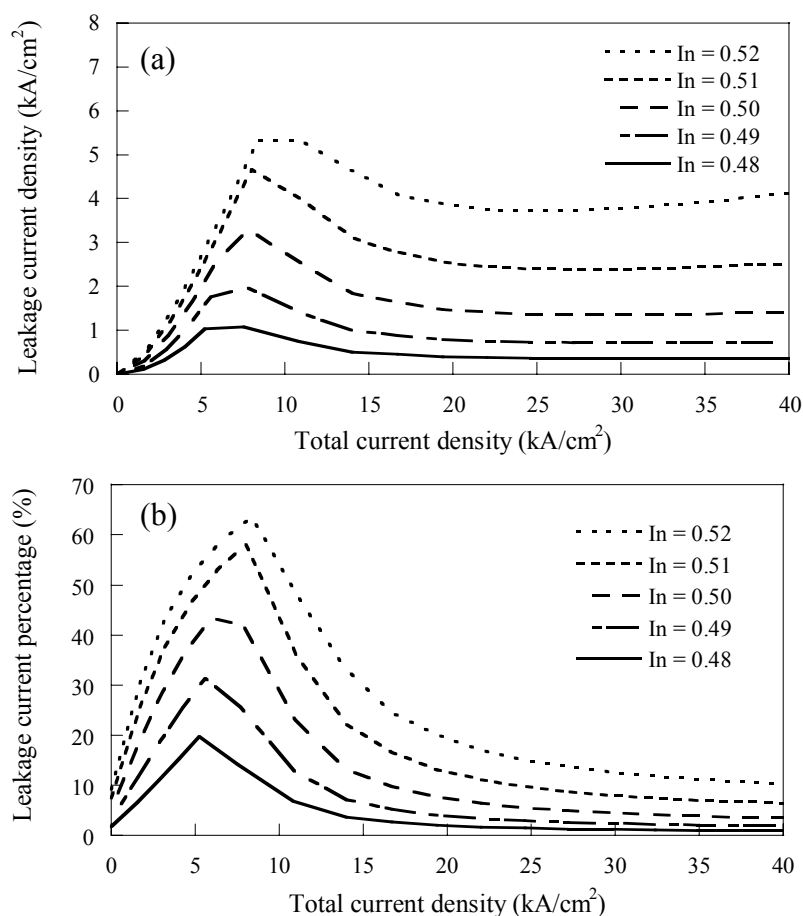 (a)
Leakage current density (kA/cm²)
8
7
6
5
4
3
2
1
0
In = 0.52
In = 0.51
In = 0.50
In = 0.49
In = 0.48
0 5 10 15 20 25 30 35 40
Total current density (kA/cm²)
(b)
Leakage current percentage (%)
70
60
50
40
30
20
10
0
In = 0.52
In = 0.51
In = 0.50
In = 0.49
In = 0.48
0 5 10 15 20 25 30 35 40
Total current density (kA/cm²)